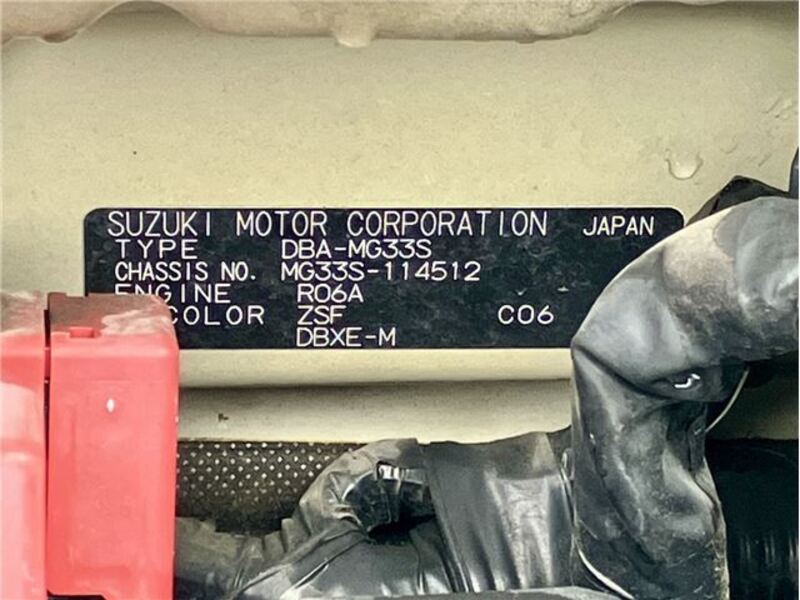 SUZUKI MOTOR CORPORATION JAPAN
TYPE DBA-MG33S
CHASSIS NO. MG33S-114512
ENGINE R06A
COLOR ZSF C06
DBXE-M